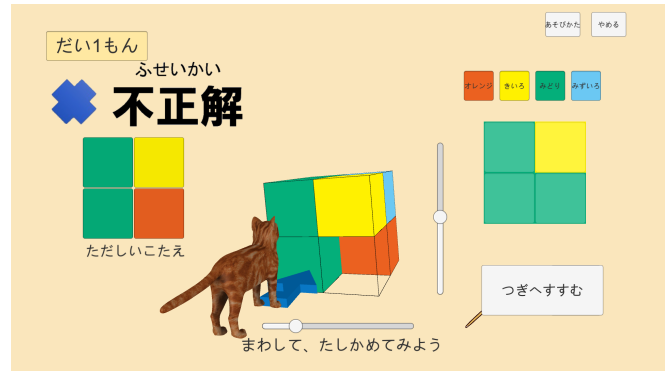 あそびかた
やめる
だい1もん
ふせいかい
不正解
オレンジ
きいろ
みどり
みずいろ
ただしいこたえ
つぎへすすむ
まわして、たしかめてみよう